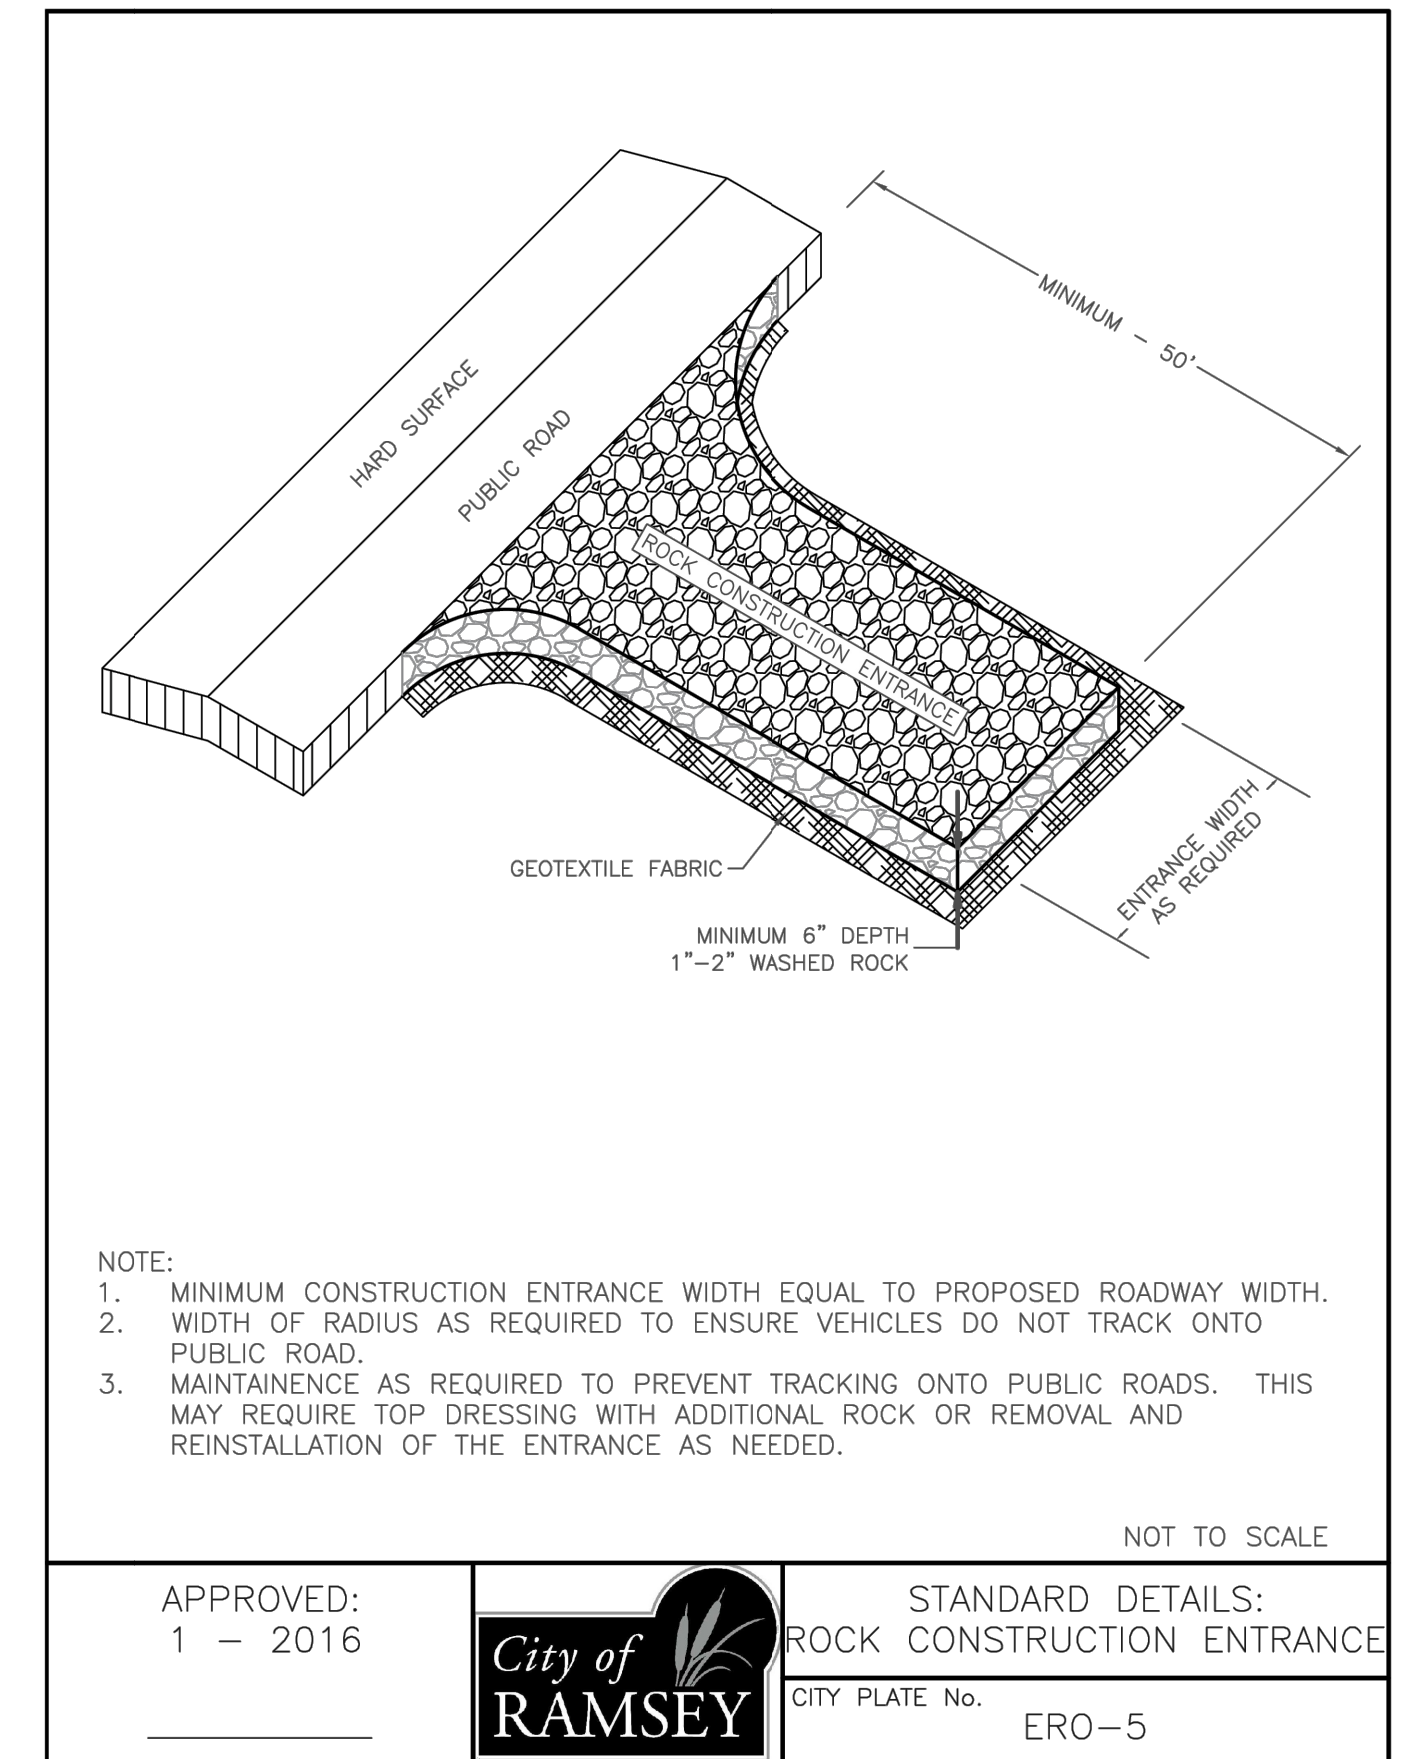 MINIMUM - 50'
HARD SURFACE
PUBLIC ROAD
ROCK CONSTRUCTION ENTRANCE
ENTRANCE WIDTH
AS REQUIRED
GEOTEXTILE FABRIC
MINIMUM 6" DEPTH
1"-2" WASHED ROCK
NOTE:
1. MINIMUM CONSTRUCTION ENTRANCE WIDTH EQUAL TO PROPOSED ROADWAY WIDTH.
2. WIDTH OF RADIUS AS REQUIRED TO ENSURE VEHICLES DO NOT TRACK ONTO
PUBLIC ROAD.
3. MAINTAINENCE AS REQUIRED TO PREVENT TRACKING ONTO PUBLIC ROADS. THIS
MAY REQUIRE TOP DRESSING WITH ADDITIONAL ROCK OR REMOVAL AND
REINSTALLATION OF THE ENTRANCE AS NEEDED.
NOT TO SCALE
APPROVED:
1 - 2016
City of
RAMSEY
STANDARD DETAILS:
ROCK CONSTRUCTION ENTRANCE
CITY PLATE No.
ERO-5